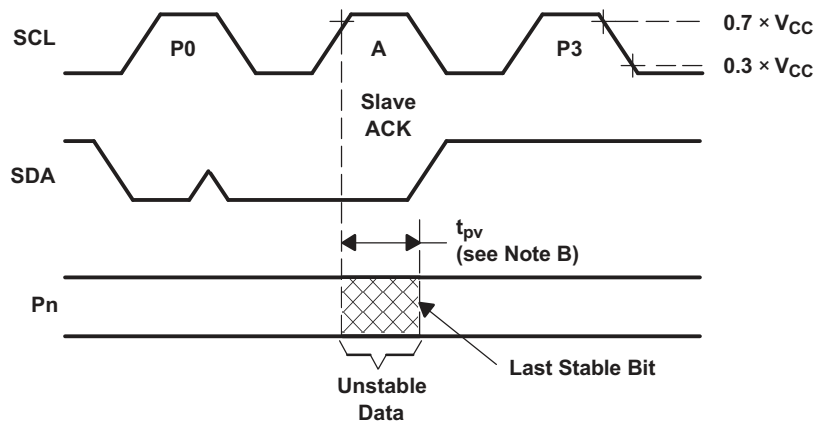 SCL
P0
A
P3
0.7 × VCC
0.3 × VCC
Slave
ACK
SDA
tpv
(see Note B)
Pn
Last Stable Bit
Unstable
Data